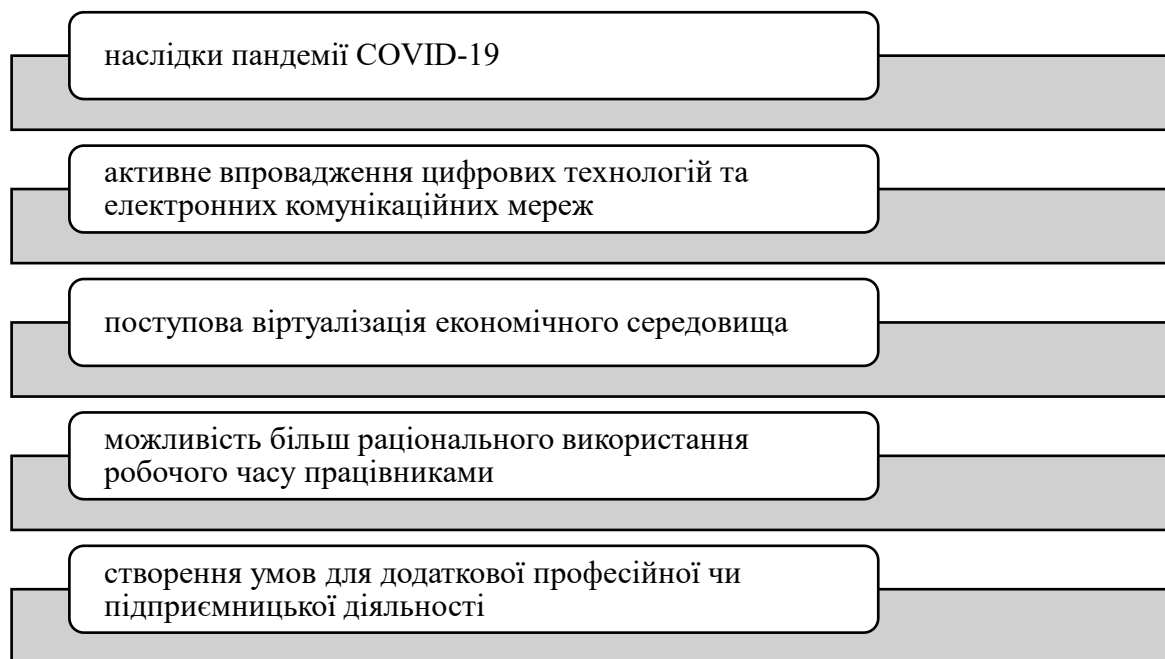 наслідки пандемії COVID-19
активне впровадження цифрових технологій та
електронних комунікаційних мереж
поступова віртуалізація економічного середовища
можливість більш раціонального використання
робочого часу працівниками
створення умов для додаткової професійної чи
підприємницької діяльності